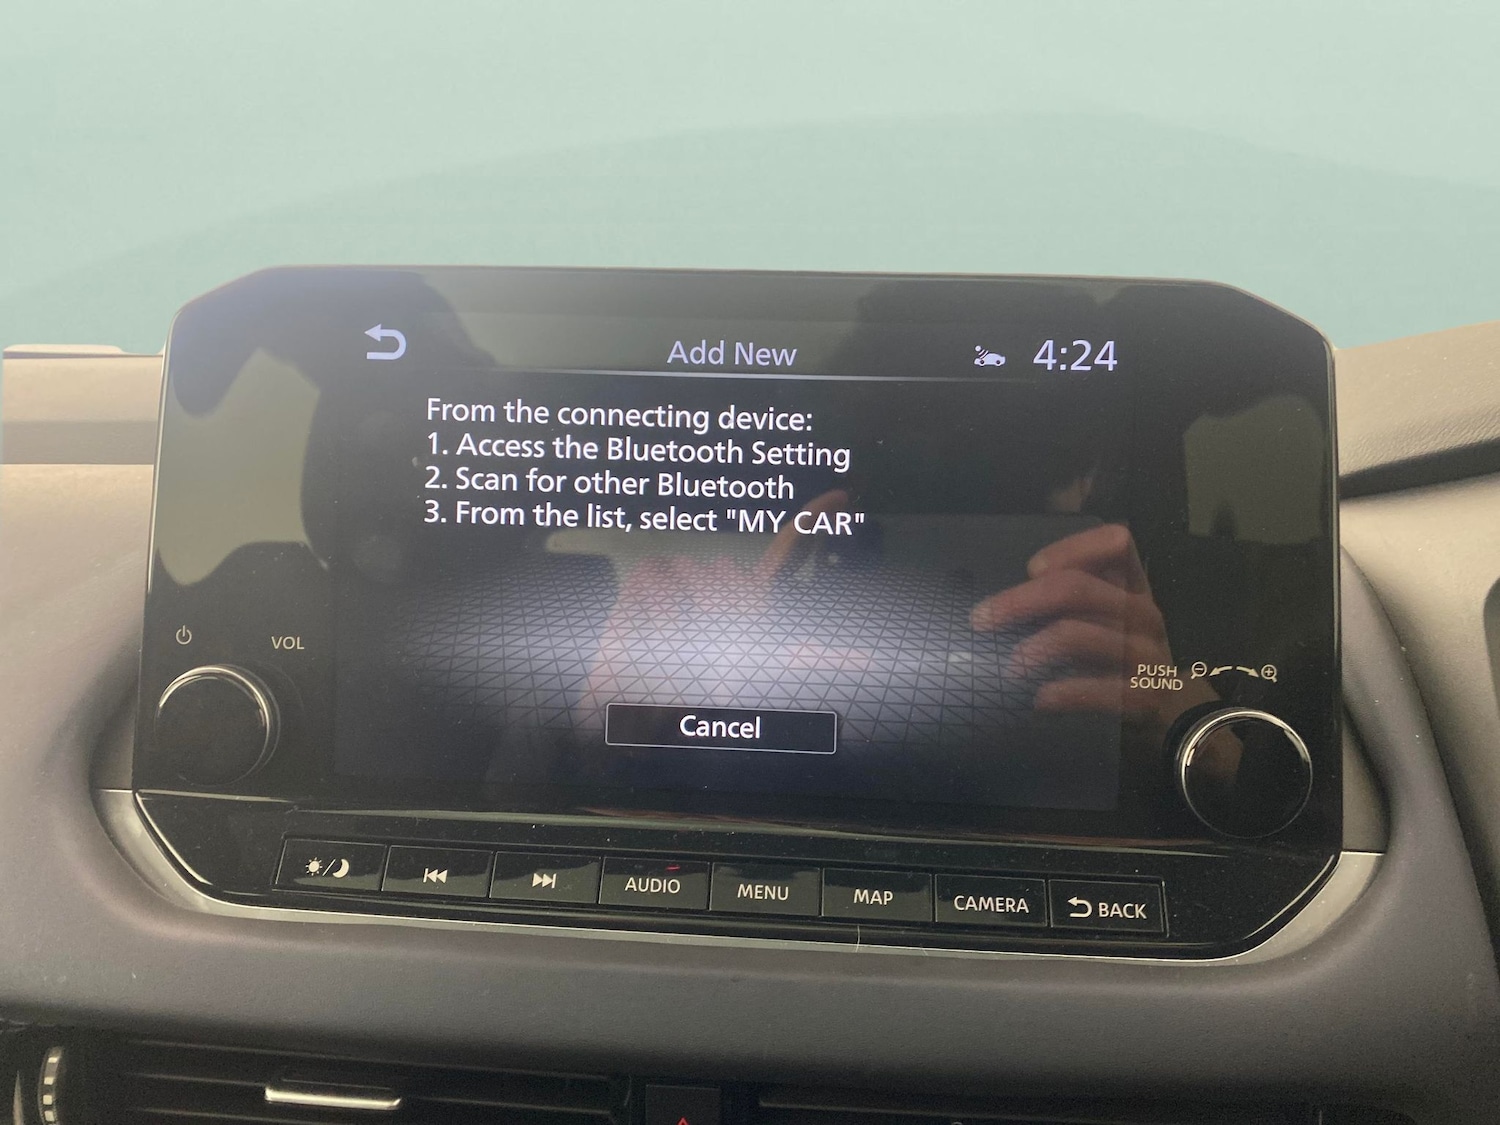 Add New
4:24
From the connecting device:
1. Access the Bluetooth Setting
2. Scan for other Bluetooth
3. From the list, select "MY CAR"
Cancel
VOL
PUSH
SOUND
AUDIO
MENU
MAP
CAMERA
BACK